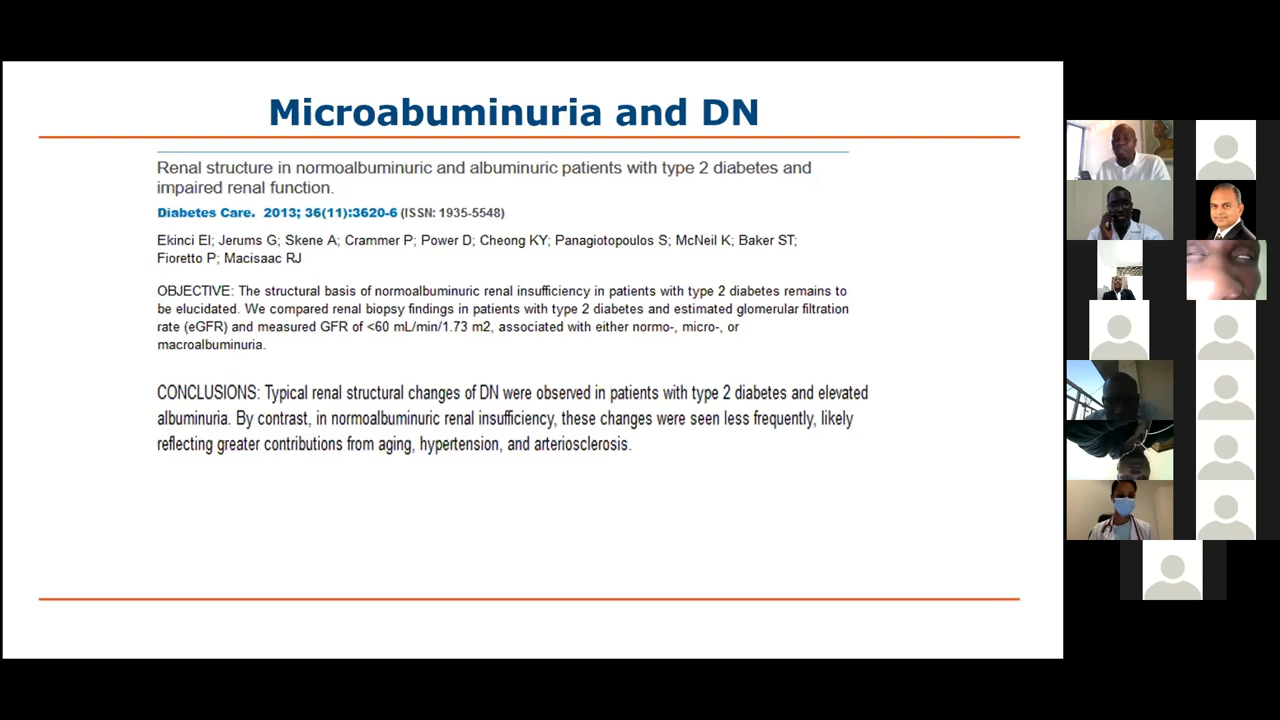 Microabuminuria and DN
Renal structure in normoalbuminuric and albuminuric patients with type 2 diabetes and
impaired renal function.
Diabetes Care. 2013; 36(11):3620-6 (ISSN: 1935-5548)
Ekinci EI; Jerums G; Skene A; Crammer P; Power D; Cheong KY; Panagiotopoulos S; McNeil K; Baker ST;
Fioretto P; Macisaac RJ
OBJECTIVE: The structural basis of normoalbuminuric renal insufficiency in patients with type 2 diabetes remains to
be elucidated. We compared renal biopsy findings in patients with type 2 diabetes and estimated glomerular filtration
rate (eGFR) and measured GFR of <60 mL/min/1.73 m2, associated with either normo-, micro-, or
macroalbuminuria.
CONCLUSIONS: Typical renal structural changes of DN were observed in patients with type 2 diabetes and elevated
albuminuria. By contrast, in normoalbuminuric renal insufficiency, these changes were seen less frequently, likely
reflecting greater contributions from aging, hypertension, and arteriosclerosis.